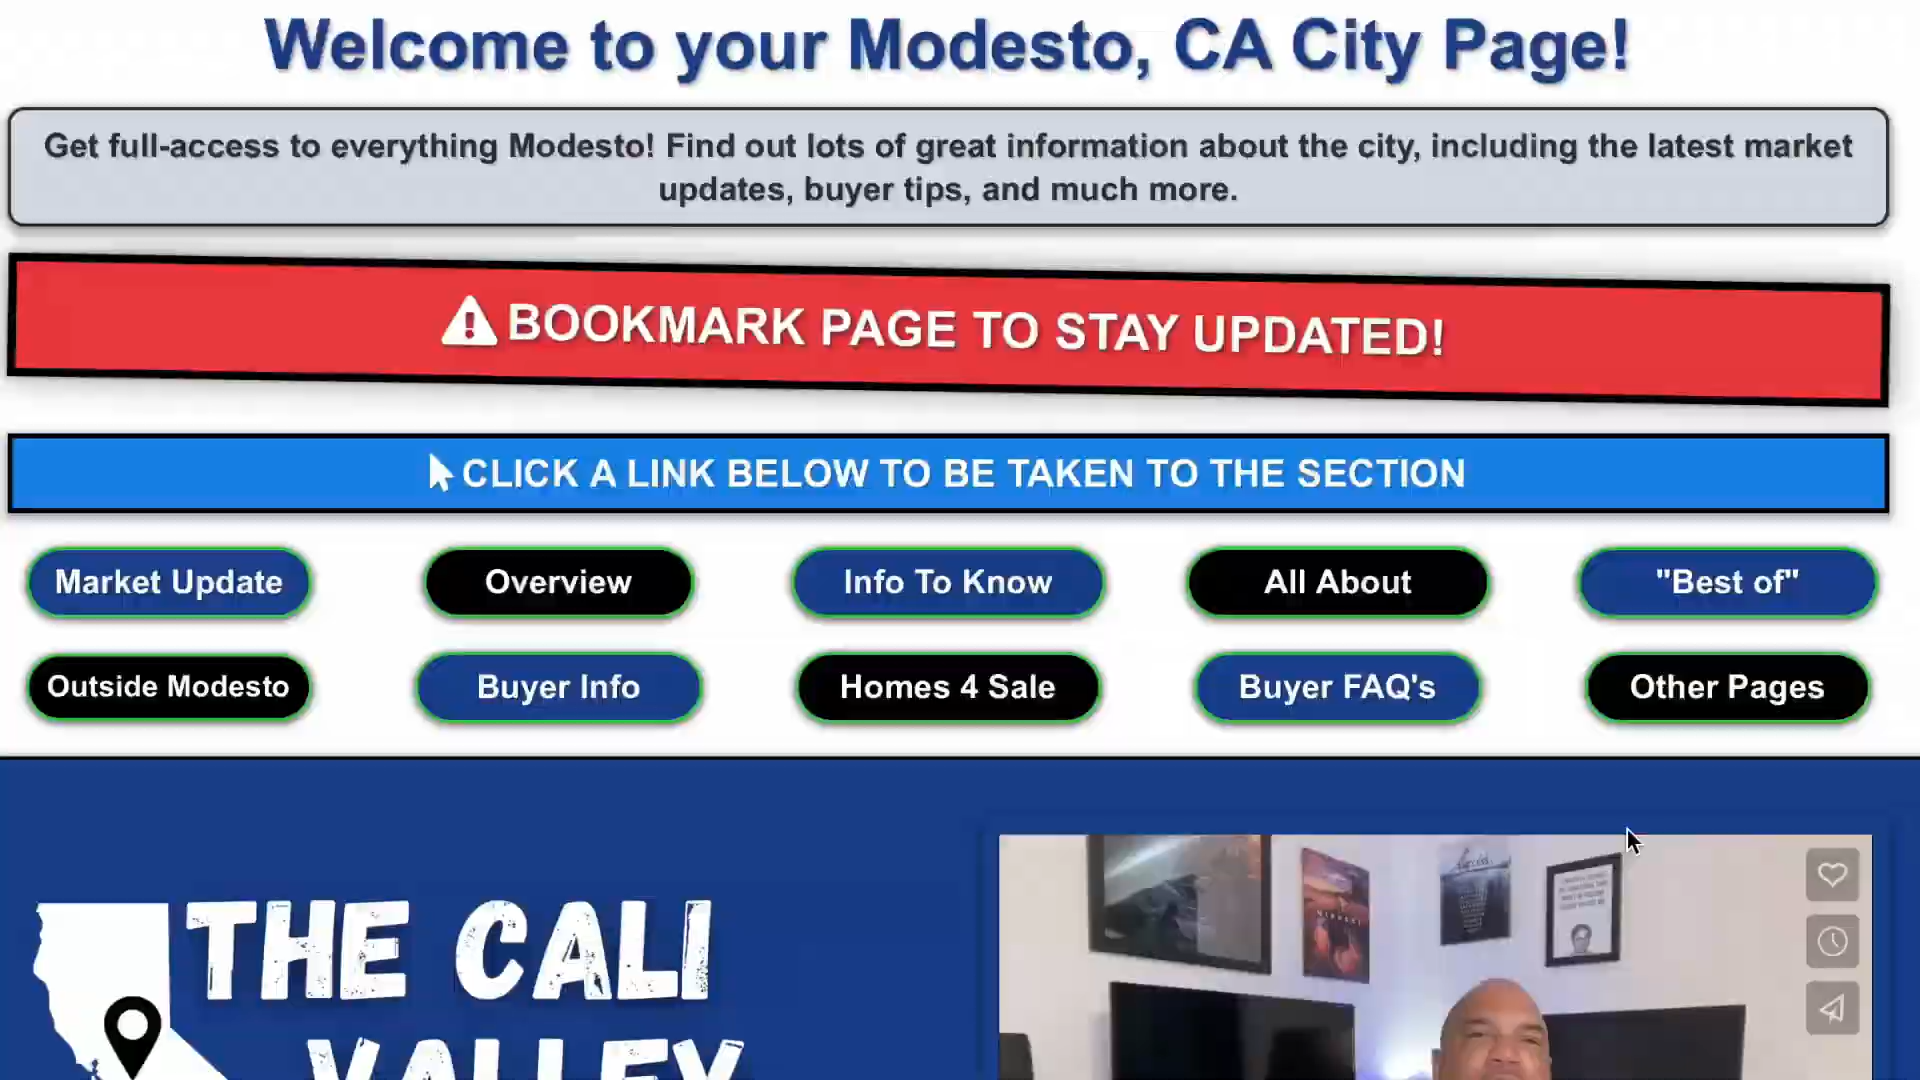 Welcome to your Modesto, CA City Page!
Get full-access to everything Modesto! Find out lots of great information about the city, including the latest market
updates, buyer tips, and much more.
BOOKMARK PAGE TO STAY UPDATED!
CLICK A LINK BELOW TO BE TAKEN TO THE SECTION
Market Update
Overview
Info To Know
All About
"Best of"
Outside Modesto
Buyer Info
Homes 4 Sale
Buyer FAQ's
Other Pages
THE CALI
VALLEY